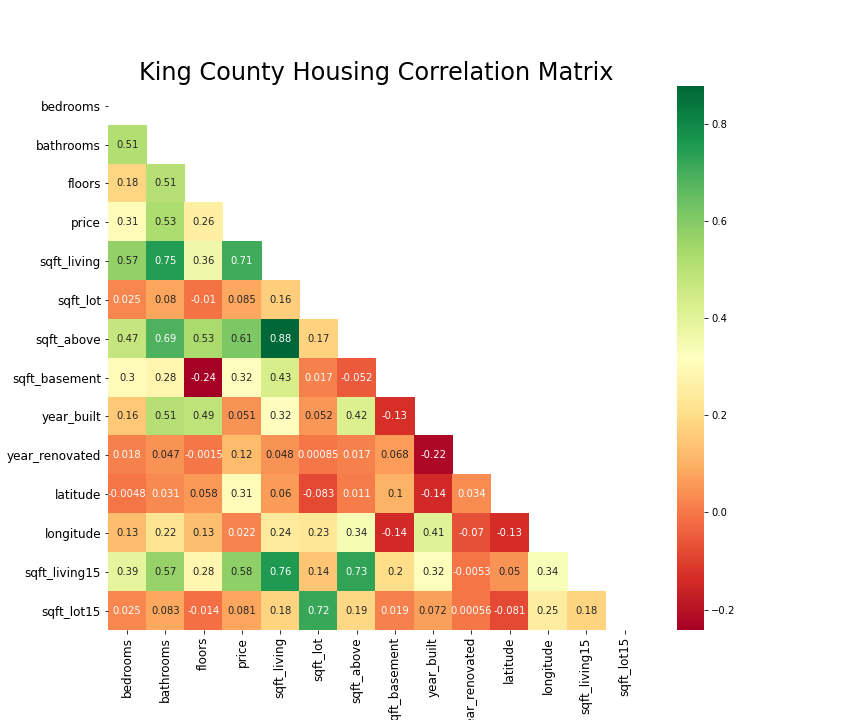 King County Housing Correlation Matrix
bedrooms
bathrooms 0.51
floors 0.18 0.51
price 0.31 0.53 0.26
sqft_living 0.57 0.75 0.36 0.71
sqft_lot 0.025 0.08 -0.01 0.085 0.16
sqft_above 0.47 0.69 0.53 0.61 0.88 0.17
sqft_basement 0.3 0.28 -0.24 0.32 0.43 0.017 -0.052
year_built 0.16 0.51 0.49 0.051 0.32 0.052 0.42 -0.13
year_renovated 0.018 0.047 -0.0015 0.12 0.048 0.00085 0.017 0.068 -0.22
latitude -0.0048 0.031 0.058 0.31 0.06 -0.083 0.011 0.1 -0.14 0.034
longitude 0.13 0.22 0.13 0.022 0.24 0.23 0.34 -0.14 0.41 -0.07 -0.13
sqft_living15 0.39 0.57 0.28 0.58 0.76 0.14 0.73 0.2 0.32 -0.0053 0.05 0.34
sqft_lot15 0.025 0.083 -0.014 0.081 0.18 0.72 0.19 0.019 0.072 0.00056 -0.081 0.25 0.18
bedrooms
bathrooms
floors
price
sqft_living
sqft_lot
sqft_above
qft_basement
year_built
ear_renovated
latitude
longitude
sqft_living15
sqft_lot15
0.8
0.6
0.4
0.2
0.0
−0.2